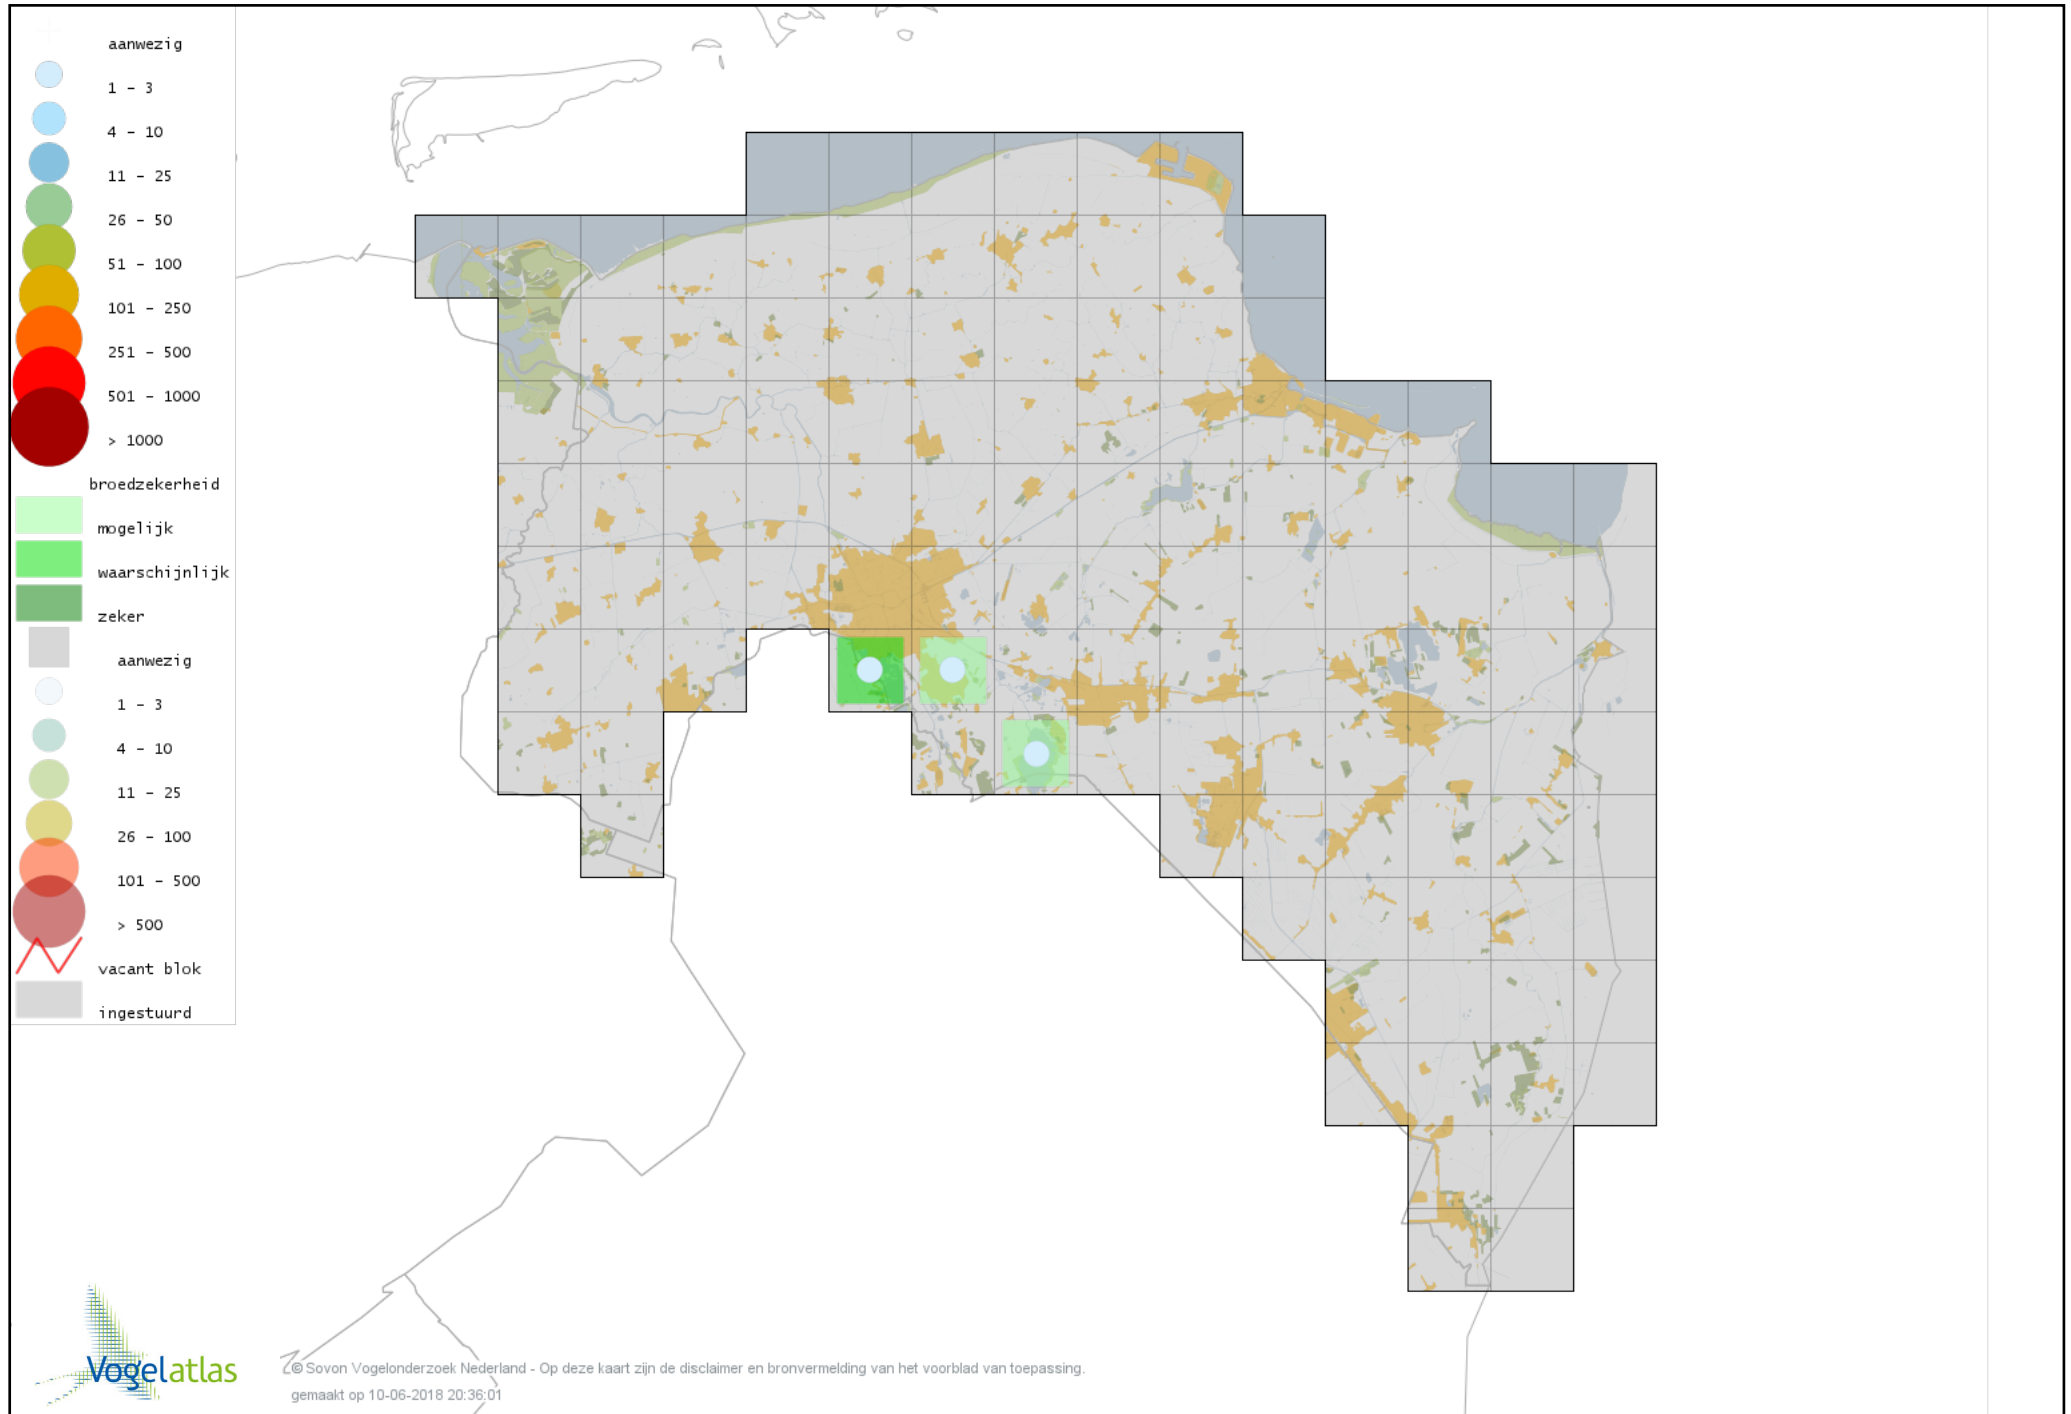 aanwezig
1 - 3
4 - 10
11 - 25
26 - 50
51 - 100
101 - 250
251 - 500
501 - 1000
> 1000
broedzekerheid
mogelijk
waarschijnlijk
zeker
aanwezig
1 - 3
4 - 10
11 - 25
26 - 100
101 - 500
> 500
vacant blok
ingestuurd
Vogelatlas
© Sovon Vogelonderzoek Nederland - Op deze kaart zijn de disclaimer en bronvermelding van het voorblad van toepassing.
gemaakt op 10-06-2018 20:36:01